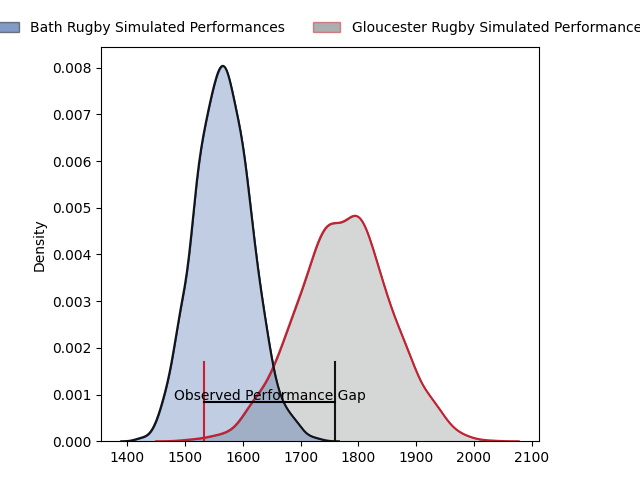 Bath Rugby Simulated Performances
Gloucester Rugby Simulated Performance
Density
0.008
0.007
0.006
0.005
0.004
0.003
0.002
0.001
0.000
Observed Performance Gap
1400 1500 1600 1700 1800 1900 2000 2100